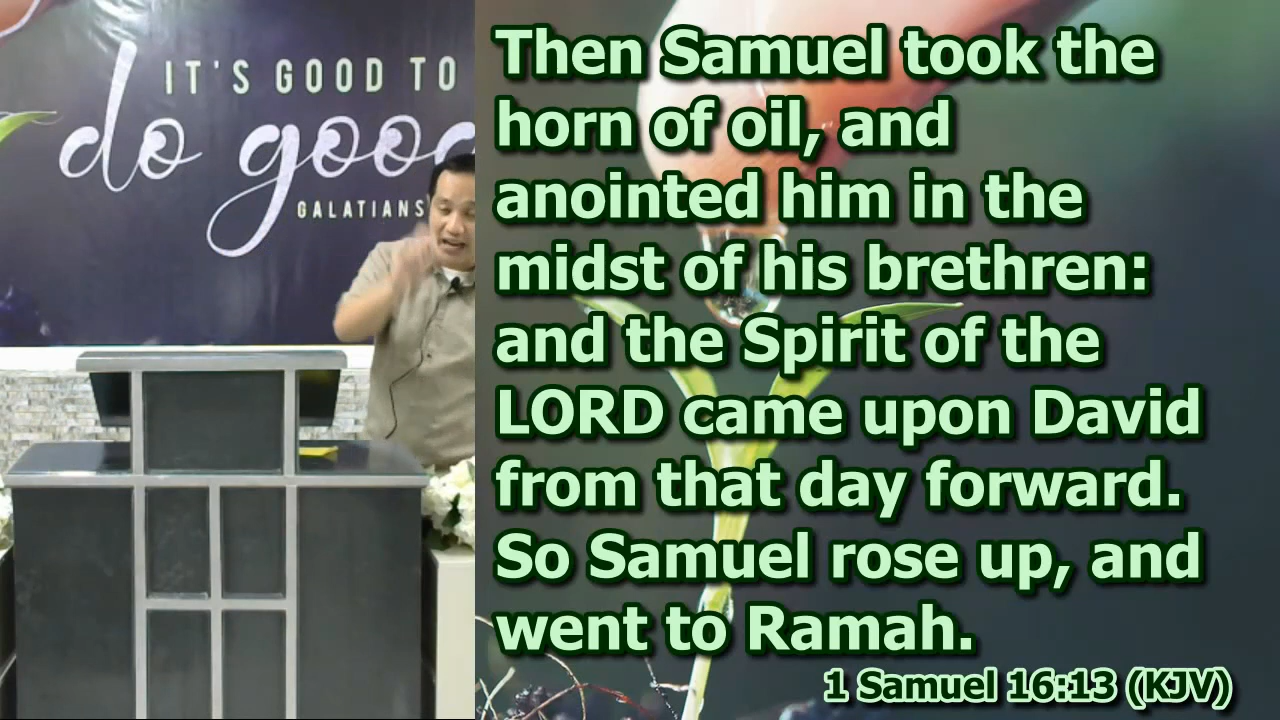 IT'S GOOD TO
do good
GALATIANS
Then Samuel took the
horn of oil, and
anointed him in the
midst of his brethren:
and the Spirit of the
LORD came upon David
from that day forward.
So Samuel rose up, and
went to Ramah.
1 Samuel 16:13 (KJV)